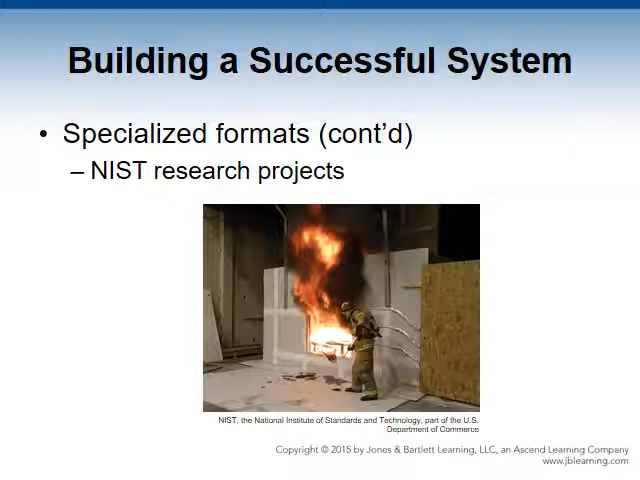 Building a Successful System
• Specialized formats (cont’d)
– NIST research projects
NIST, the National Institute of Standards and Technology, part of the U.S.
Department of Commerce
Copyright © 2015 by Jones & Bartlett Learning, LLC, an Ascend Learning Company
www.jblearning.com